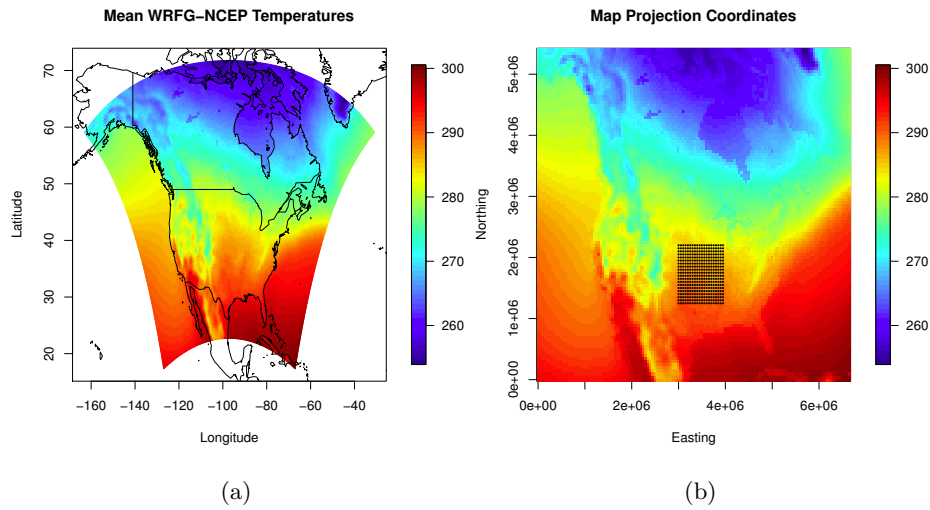 Mean WRFG−NCEP Temperatures
Latitude
70
60
50
40
30
20
−160 −140 −120 −100 −80 −60 −40
Longitude
300
290
280
270
260
(a)
Map Projection Coordinates
Northing
5e+06
4e+06
3e+06
2e+06
1e+06
0e+00
0e+00 2e+06 4e+06 6e+06
Easting
300
290
280
270
260
(b)